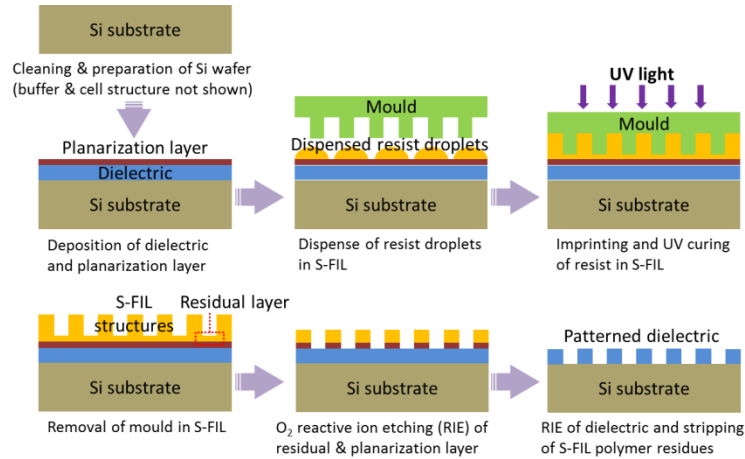 Si substrate
Cleaning & preparation of Si wafer
(buffer & cell structure not shown)
Planarization layer
Dielectric
Si substrate
Deposition of dielectric
and planarization layer
Mould
Dispensed resist droplets
Si substrate
Dispense of resist droplets
in S-FIL
UV light
Mould
Si substrate
Imprinting and UV curing
of resist in S-FIL
S-FIL
structures
Residual layer
Si substrate
Removal of mould in S-FIL
Si substrate
O₂ reactive ion etching (RIE) of
residual & planarization layer
Patterned dielectric
Si substrate
RIE of dielectric and stripping
of S-FIL polymer residues